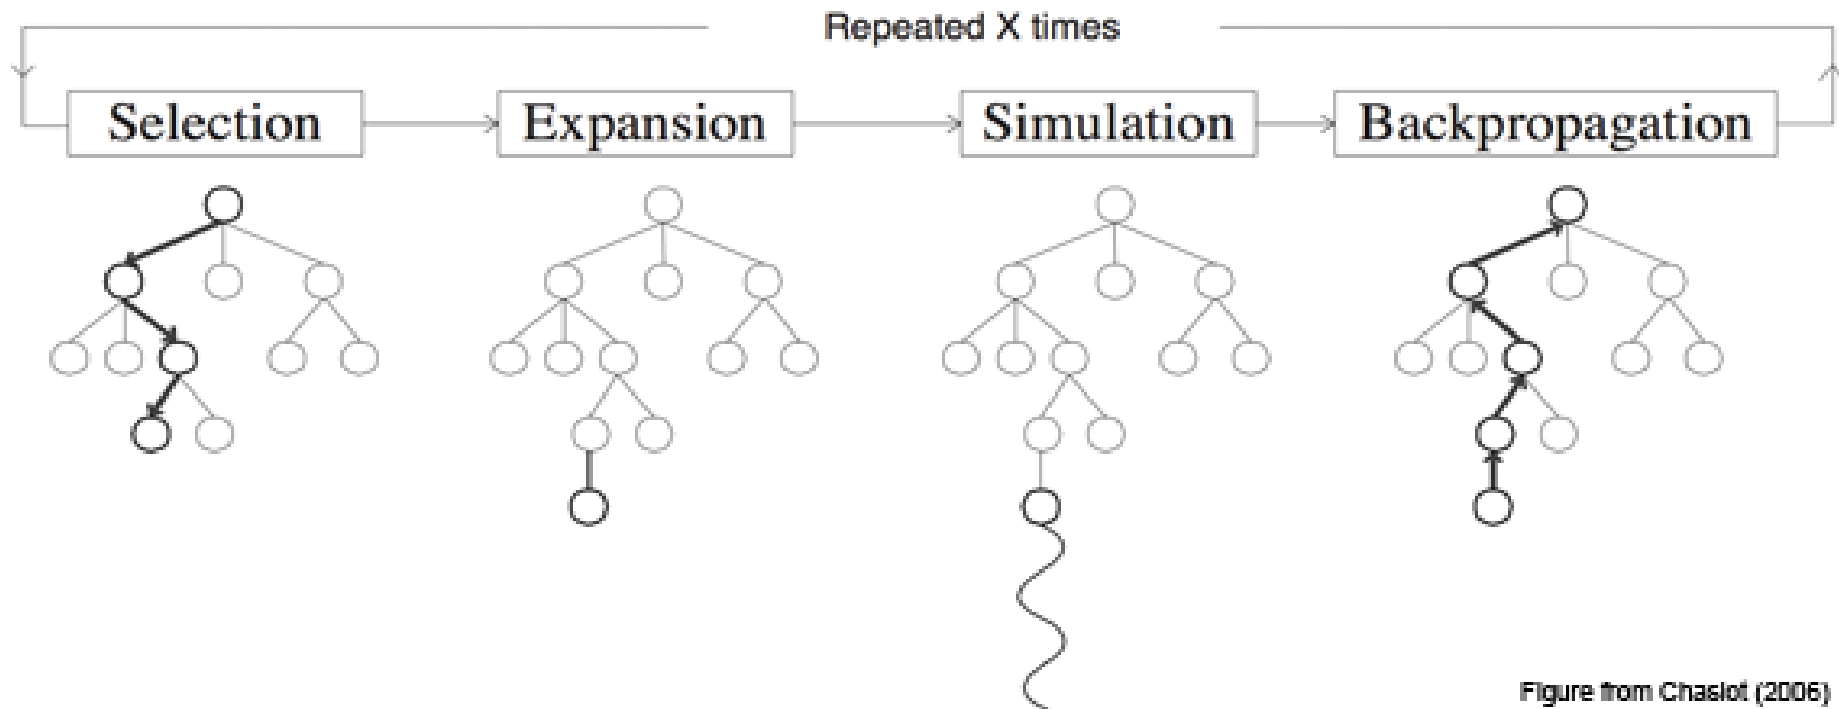 Repeated X times
Selection
Expansion
Simulation
Backpropagation
Figure from Chaslot (2006)